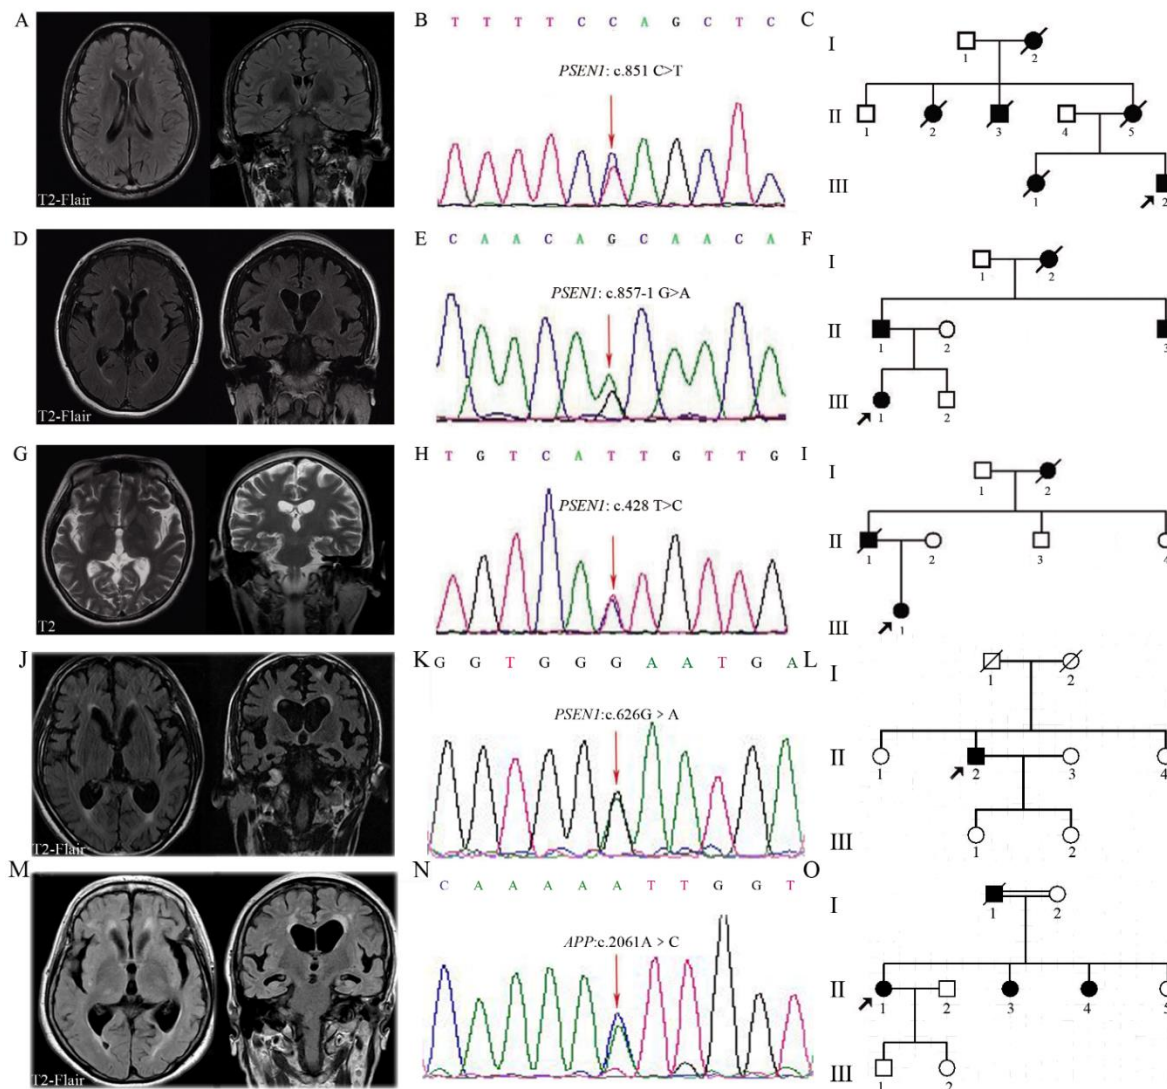 A
T2-Flair
B
T T T T C C A G C T C
PSEN1: c.851 C>T
C
I
1 2
II
1 2 3 4 5
III
1 2
D
T2-Flair
E
C A A C A G C A A C A
PSEN1: c.857-1 G>A
F
I
1 2
II
1 2 3
III
1 2
G
T2
H
T G T C A T T G T T G
PSEN1: c.428 T>C
I
I
1 2
II
1 2 3 4
III
1
J
T2-Flair
K
G G T G G G A A T G A
PSEN1:c.626G > A
L
I
1 2
II
1 2 3 4
III
1 2
M
T2-Flair
N
C A A A A A T T G G T
APP:c.2061A > C
O
I
1 2
II
1 2 3 4 5
III
1 2